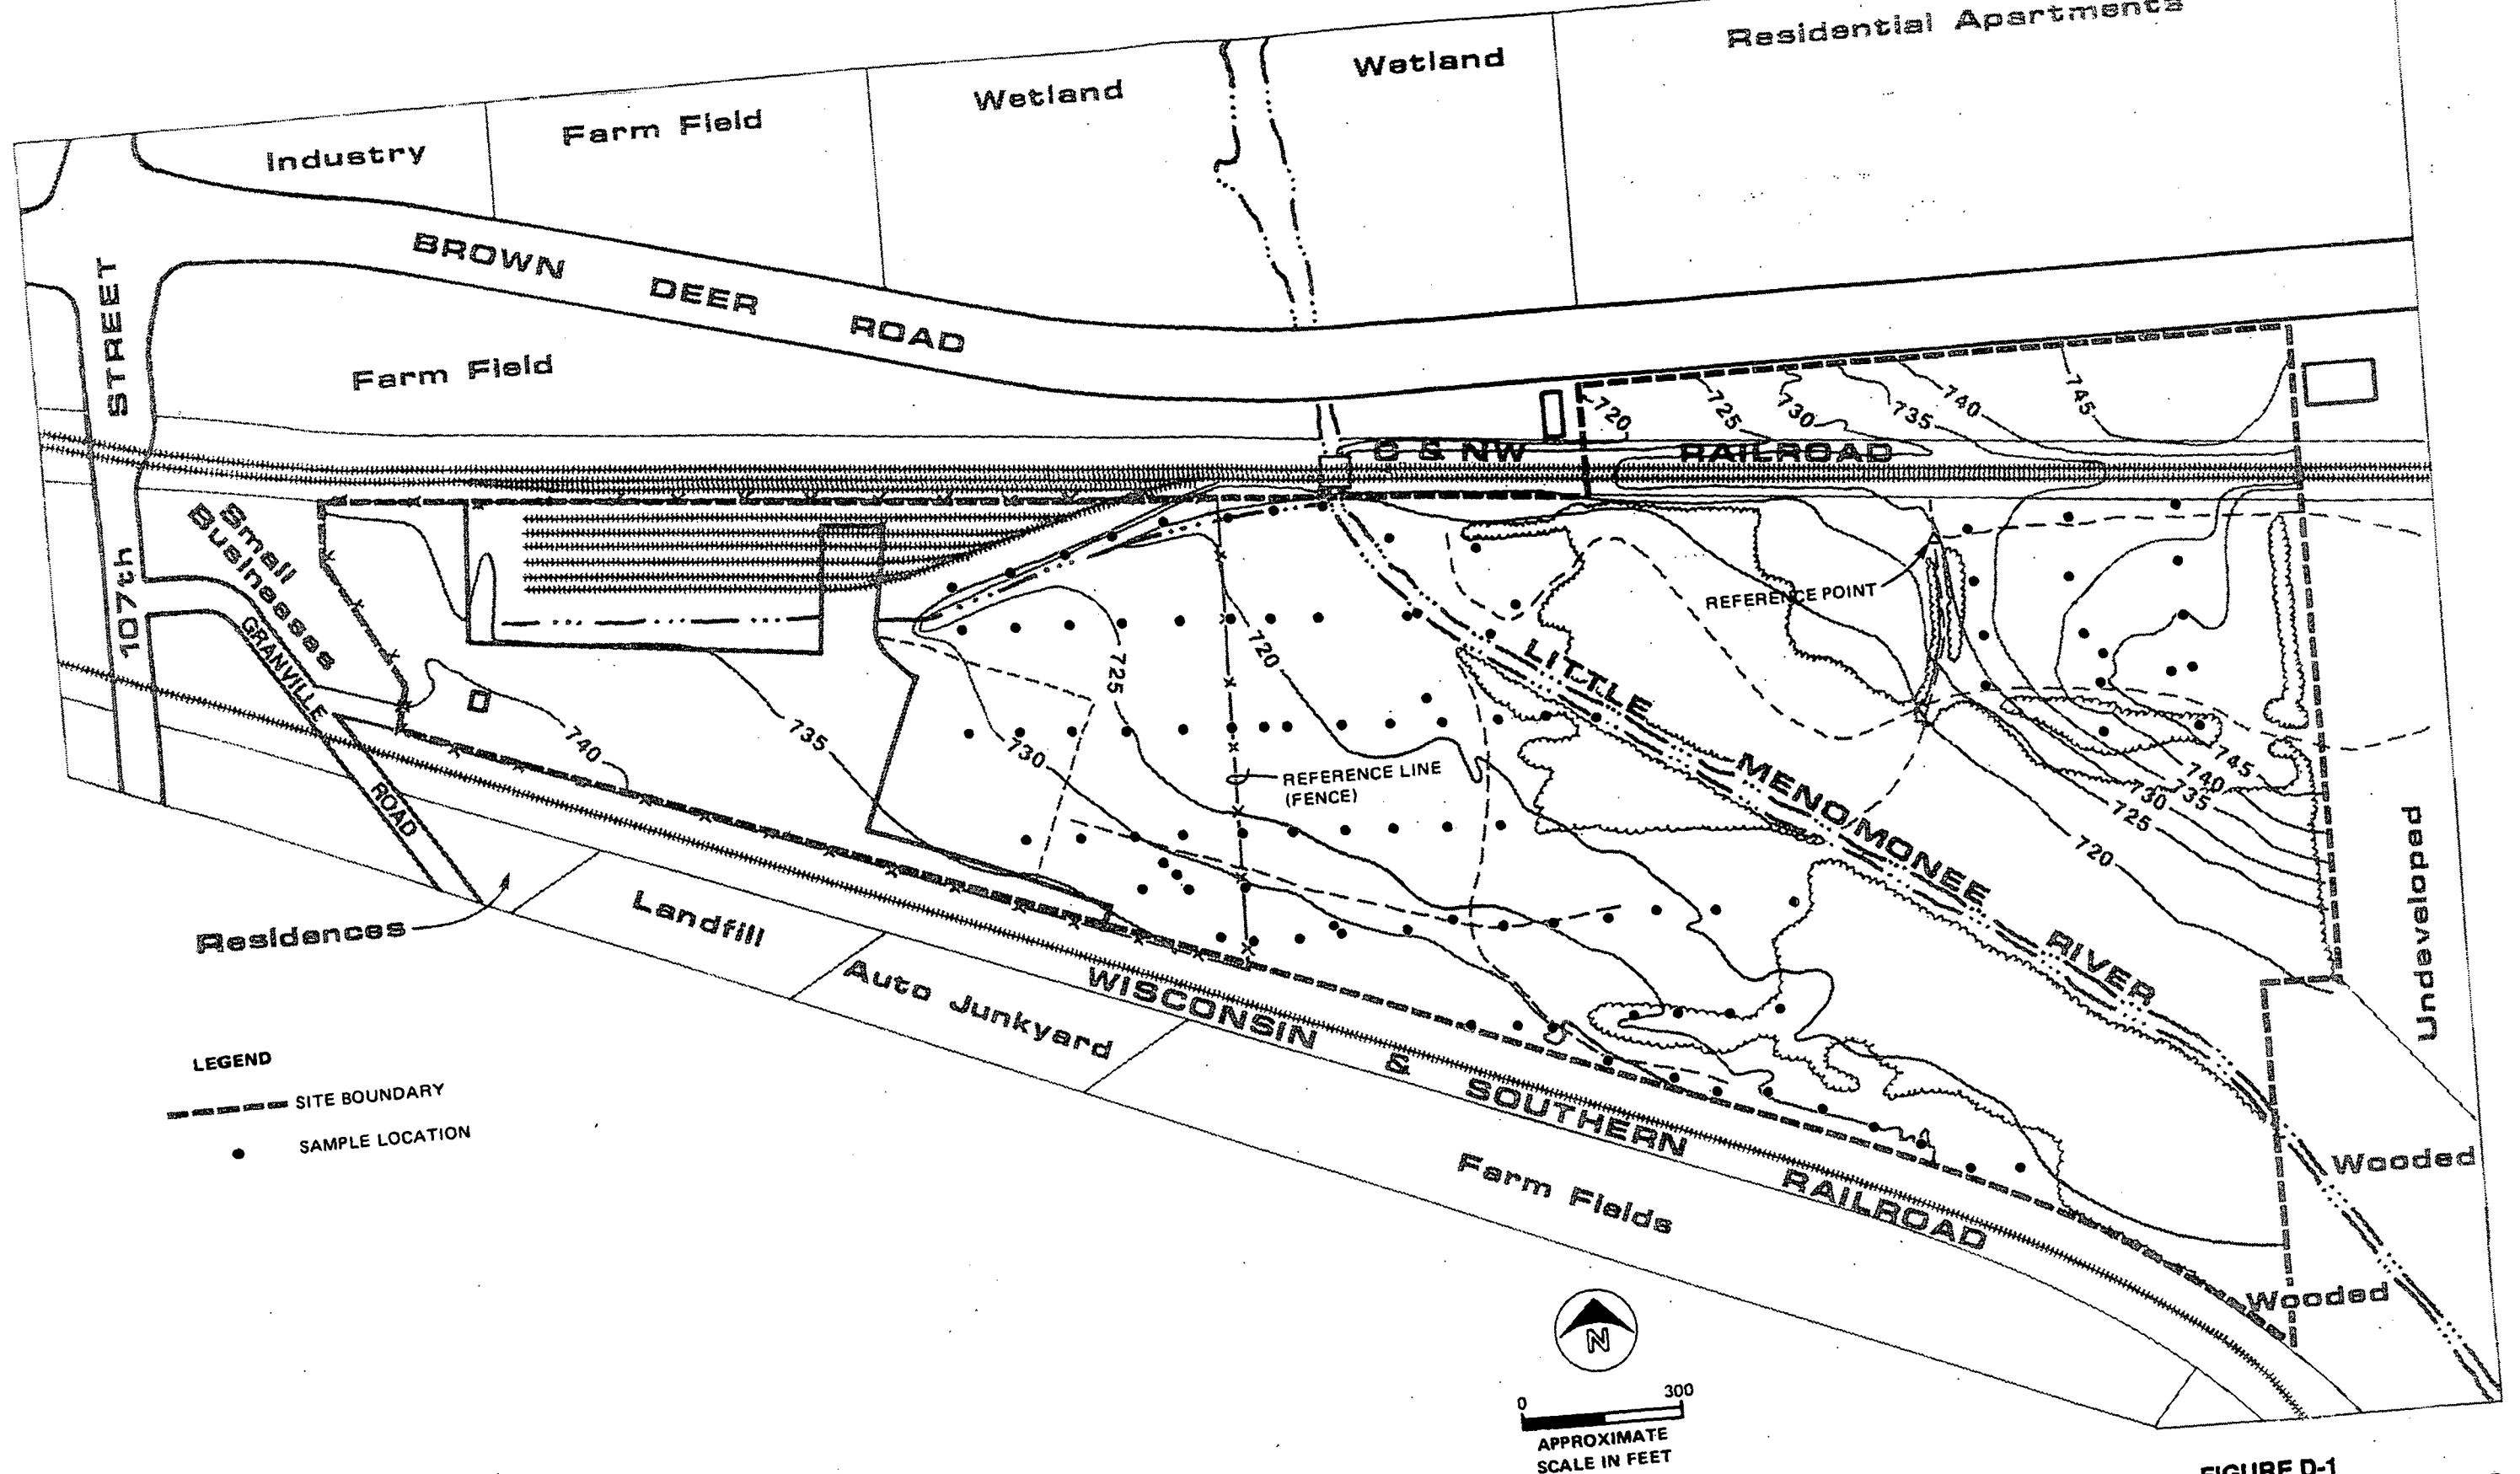 Residential Apartments
Wetland
Wetland
Farm Field
Industry
BROWN DEER ROAD
Farm Field
107th STREET
720
725
730
735
740
745
C & NW RAILROAD
Small
Businesses
GRANVILLE ROAD
REFERENCE POINT
LITTLE MENOMONEE RIVER
720
725
730
735
740
REFERENCE LINE
(FENCE)
745
740
735
730
725
720
Undeveloped
Residences
Landfill
Auto Junkyard
WISCONSIN & SOUTHERN RAILROAD
Farm Fields
Wooded
Wooded
LEGEND
SITE BOUNDARY
SAMPLE LOCATION
N
0 300
APPROXIMATE
SCALE IN FEET
FIGURE D-1